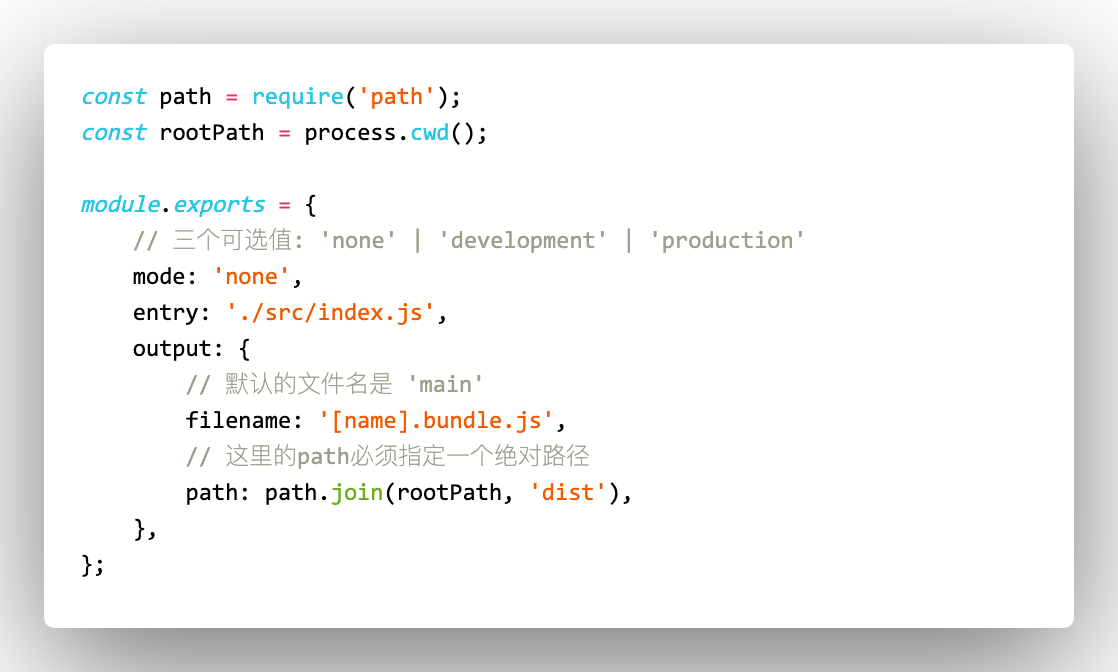 const path = require('path');
const rootPath = process.cwd();

module.exports = {
    // 三个可选值: 'none' | 'development' | 'production'
    mode: 'none',
    entry: './src/index.js',
    output: {
        // 默认的文件名是 'main'
        filename: '[name].bundle.js',
        // 这里的path必须指定一个绝对路径
        path: path.join(rootPath, 'dist'),
    },
};